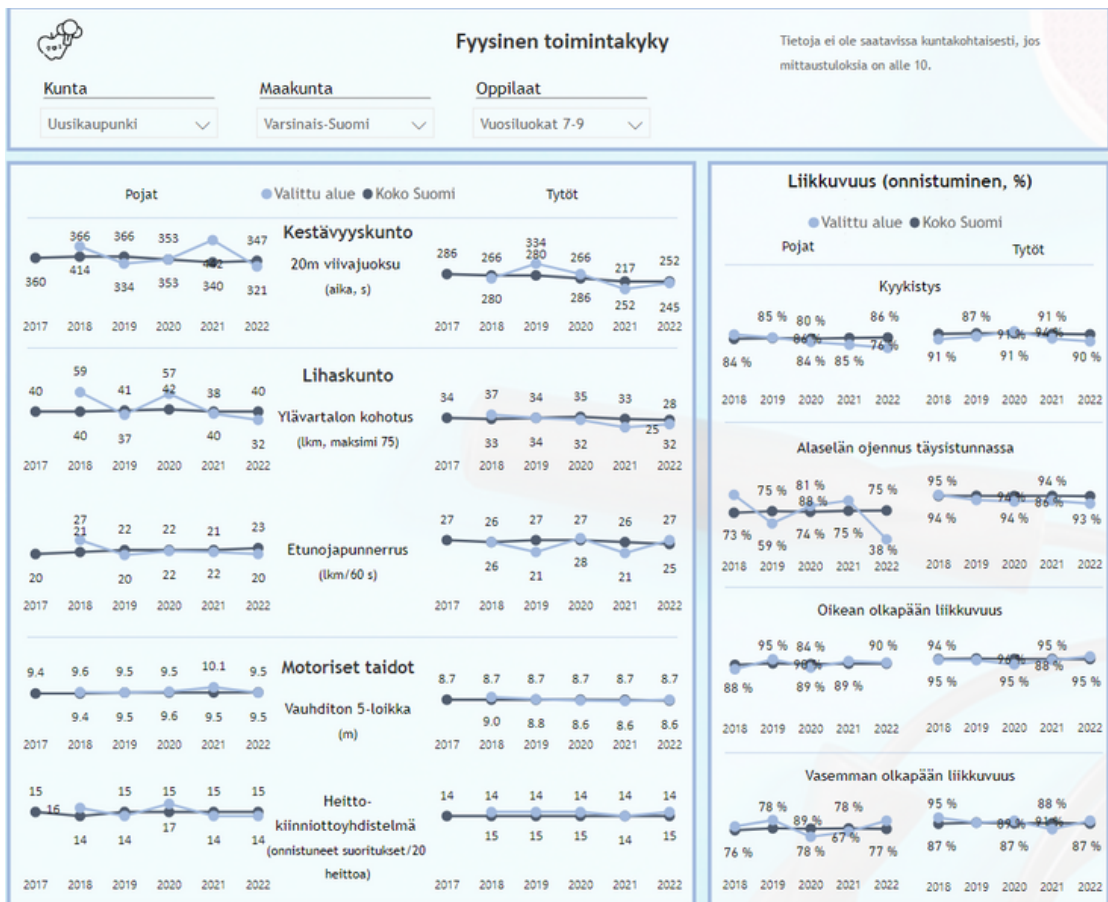 Fyysinen toimintakyky
Tietoja ei ole saatavissa kuntakohtaisesti, jos
mittaustuloksia on alle 10.
Kunta Maakunta Oppilaat
Uusikaupunki Varsinais-Suomi Vuosiluokat 7-9
Pojat Valittu alue Koko Suomi Tytöt
Kestävyyskunto
20m viivajuoksu
(aika, s)
366 366 353 347
360 414 334 353 340 321
2017 2018 2019 2020 2021 2022
334
286 266 280 266 217 252
280 286 252 245
2017 2018 2019 2020 2021 2022
Lihaskunto
Ylävartalon kohotus
(lkm, maksimi 75)
59 57
40 41 42 38 40
40 37 40 32
2017 2018 2019 2020 2021 2022
34 37 34 35 33 28
33 34 32 25 32
2017 2018 2019 2020 2021 2022
Etunojapunnerrus
(lkm/60 s)
27
21 22 22 21 23
20 20 22 22 20
2017 2018 2019 2020 2021 2022
27 26 27 27 26 27
26 21 28 21 25
2017 2018 2019 2020 2021 2022
Motoriset taidot
Vauhditon 5-loikka
(m)
9.4 9.6 9.5 9.5 10.1 9.5
9.4 9.5 9.6 9.5 9.5
2017 2018 2019 2020 2021 2022
8.7 8.7 8.7 8.7 8.7 8.7
9.0 8.8 8.6 8.6 8.6
2017 2018 2019 2020 2021 2022
Heitto-
kiinniottoyhdistelmä
(onnistuneet suoritukset/20
heittoa)
15 15 15 15 15
16 14 14 17 14 14
2017 2018 2019 2020 2021 2022
14 14 14 14 14 14
15 15 15 14 15
2017 2018 2019 2020 2021 2022
Liikkuvuus (onnistuminen, %)
Valittu alue Koko Suomi
Pojat Tytöt
Kyykistys
85 % 80 % 86 %
86 % 76 %
84 % 84 % 85 %
2018 2019 2020 2021 2022
87 % 91 %
91 % 94 %
91 % 91 % 90 %
2018 2019 2020 2021 2022
Alaselän ojennus täysistunnassa
75 % 81 % 75 %
88 %
73 % 59 % 74 % 75 % 38 %
2018 2019 2020 2021 2022
95 % 94 %
94 % 86 %
94 % 94 % 93 %
2018 2019 2020 2021 2022
Oikean olkapään liikkuvuus
95 % 84 % 90 %
90 %
88 % 89 % 89 %
2018 2019 2020 2021 2022
94 % 95 %
96 % 88 %
95 % 95 % 95 %
2018 2019 2020 2021 2022
Vasemman olkapään liikkuvuus
78 % 78 %
89 % 67 %
76 % 78 % 77 %
2018 2019 2020 2021 2022
95 % 88 %
89 % 91 %
87 % 87 % 87 %
2018 2019 2020 2021 2022